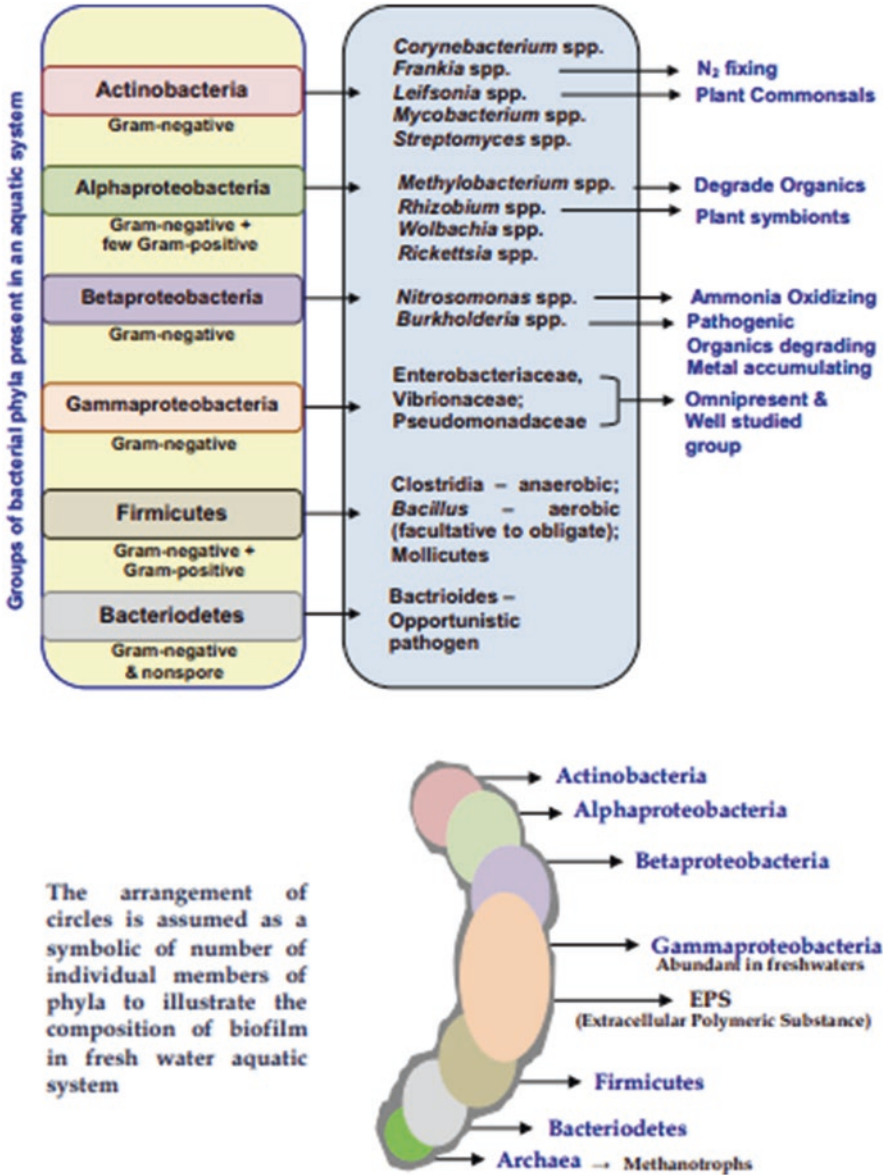 Groups of bacterial phyla present in an aquatic system
Actinobacteria
Gram-negative
Alphaproteobacteria
Gram-negative +
few Gram-positive
Betaproteobacteria
Gram-negative
Gammaproteobacteria
Gram-negative
Firmicutes
Gram-negative +
Gram-positive
Bacteriodetes
Gram-negative
& nonspore
Corynebacterium spp.
Frankia spp.
Leifsonia spp.
Mycobacterium spp.
Streptomyces spp.
Methylobacterium spp.
Rhizobium spp.
Wolbachia spp.
Rickettsia spp.
Nitrosomonas spp.
Burkholderia spp.
Enterobacteriaceae,
Vibrionaceae;
Pseudomonadaceae
Clostridia – anaerobic;
Bacillus – aerobic
(facultative to obligate);
Mollicutes
Bactrioides –
Opportunistic
pathogen
N₂ fixing
Plant Commonsals
Degrade Organics
Plant symbionts
Ammonia Oxidizing
Pathogenic
Organics degrading
Metal accumulating
Omnipresent &
Well studied
group
The arrangement of
circles is assumed as a
symbolic of number of
individual members of
phyla to illustrate the
composition of biofilm
in fresh water aquatic
system
Actinobacteria
Alphaproteobacteria
Betaproteobacteria
Gammaproteobacteria
Abundant in freshwaters
EPS
(Extracellular Polymeric Substance)
Firmicutes
Bacteriodetes
Archaea → Methanotrophs